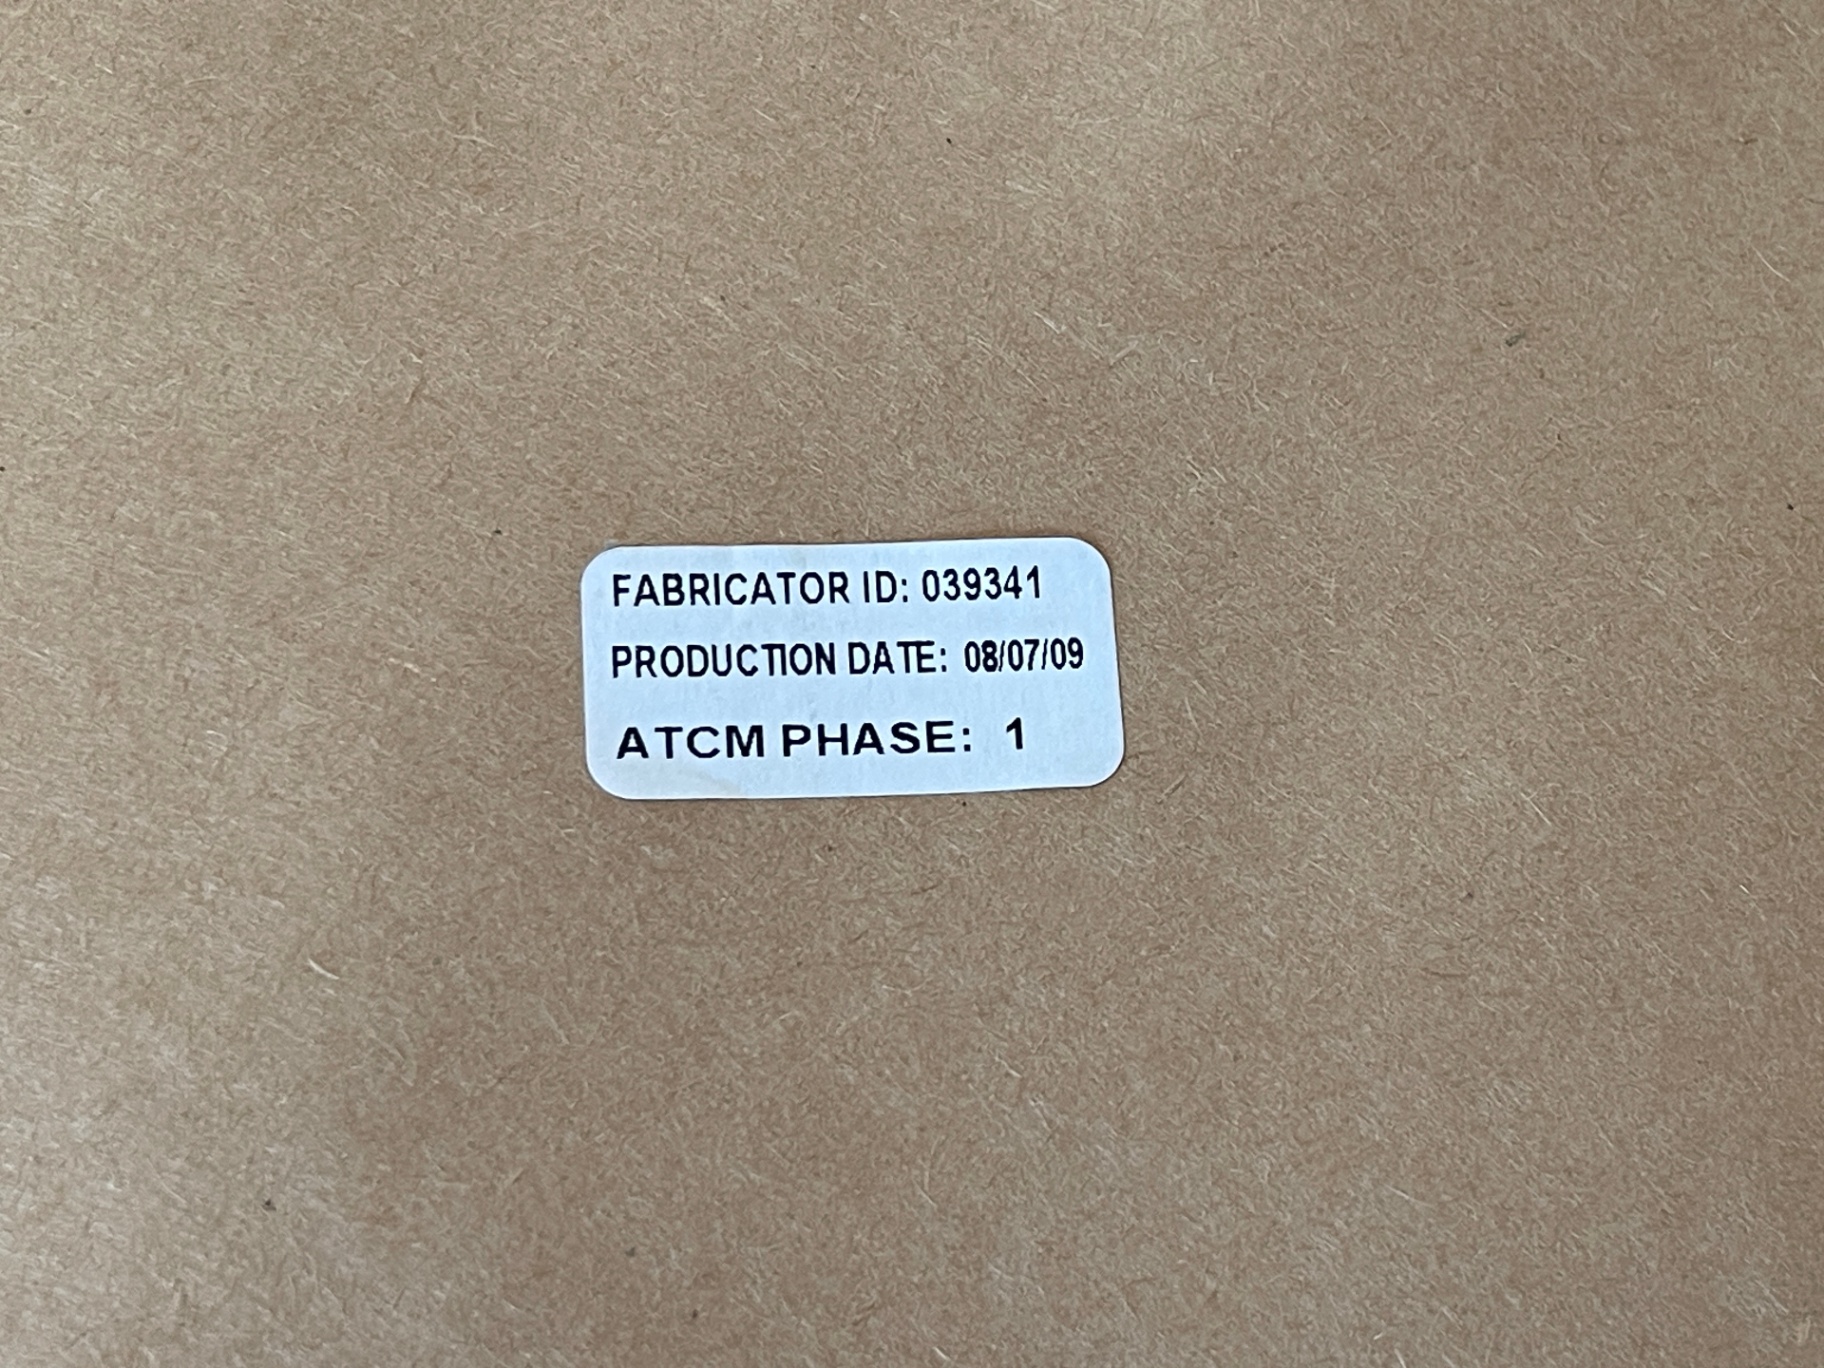 FABRICATOR ID: 039341
PRODUCTION DATE: 08/07/09
ATCM PHASE: 1